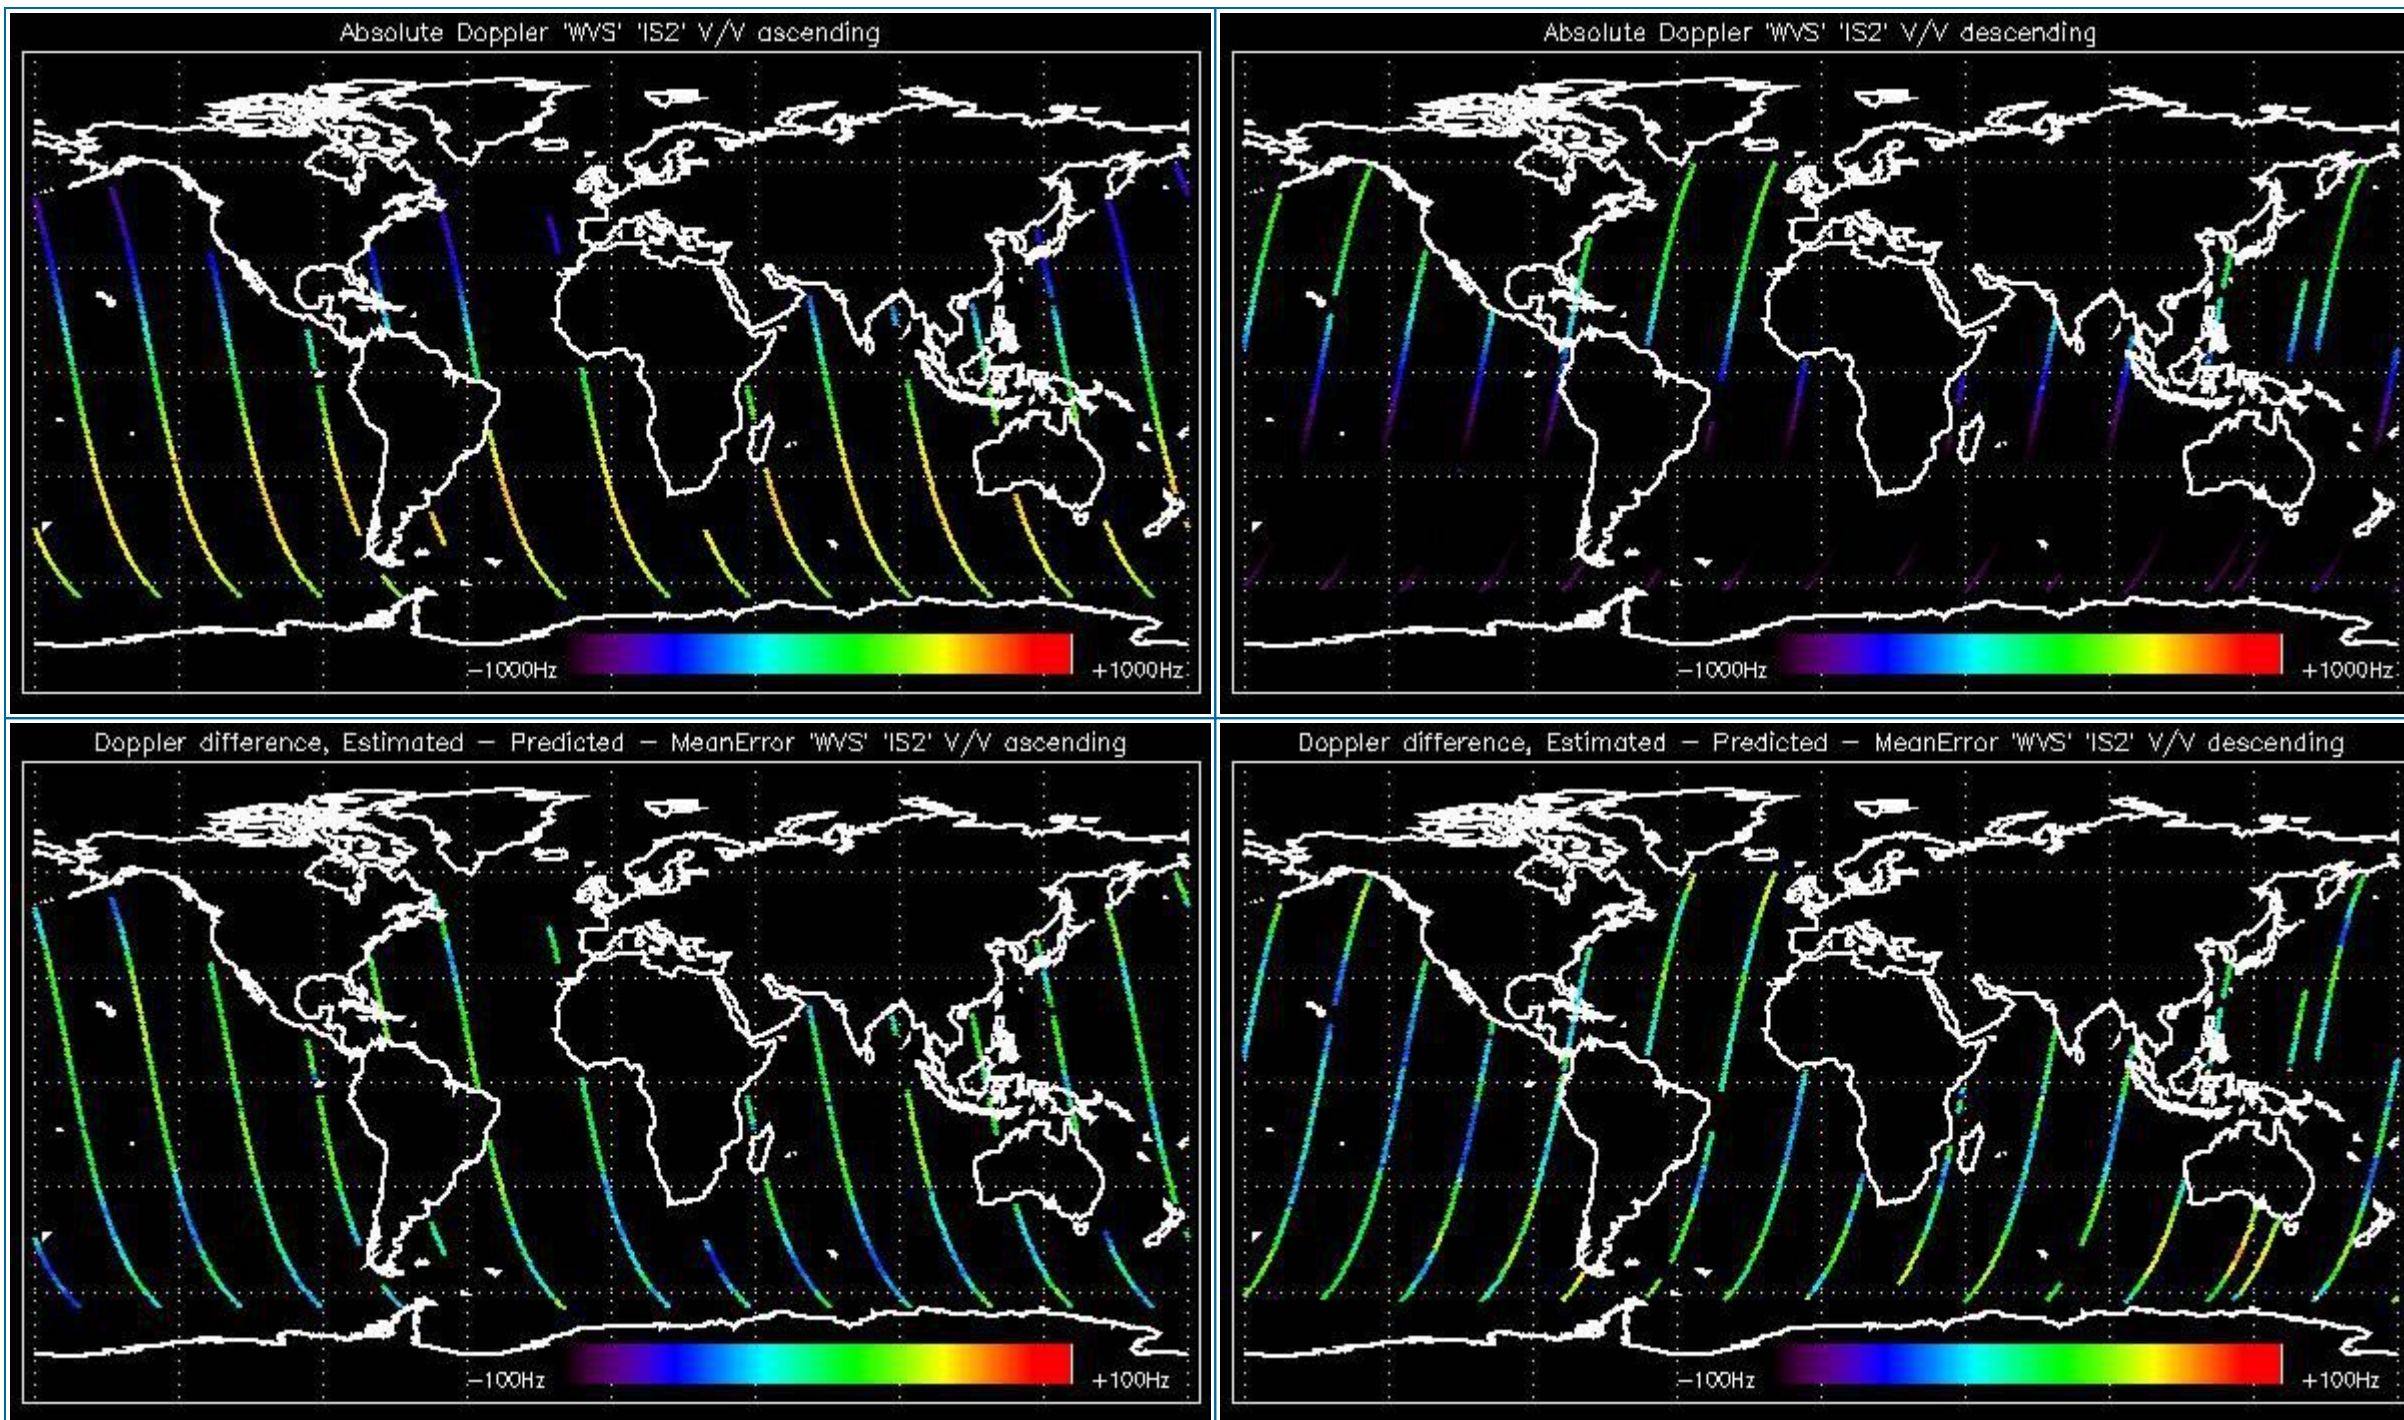 Absolute Doppler 'WVS' 'IS2' V/V ascending
-1000Hz
+1000Hz
Absolute Doppler 'WVS' 'IS2' V/V descending
-1000Hz
+1000Hz
Doppler difference, Estimated - Predicted - MeanError 'WVS' 'IS2' V/V ascending
-100Hz
+100Hz
Doppler difference, Estimated - Predicted - MeanError 'WVS' 'IS2' V/V descending
-100Hz
+100Hz